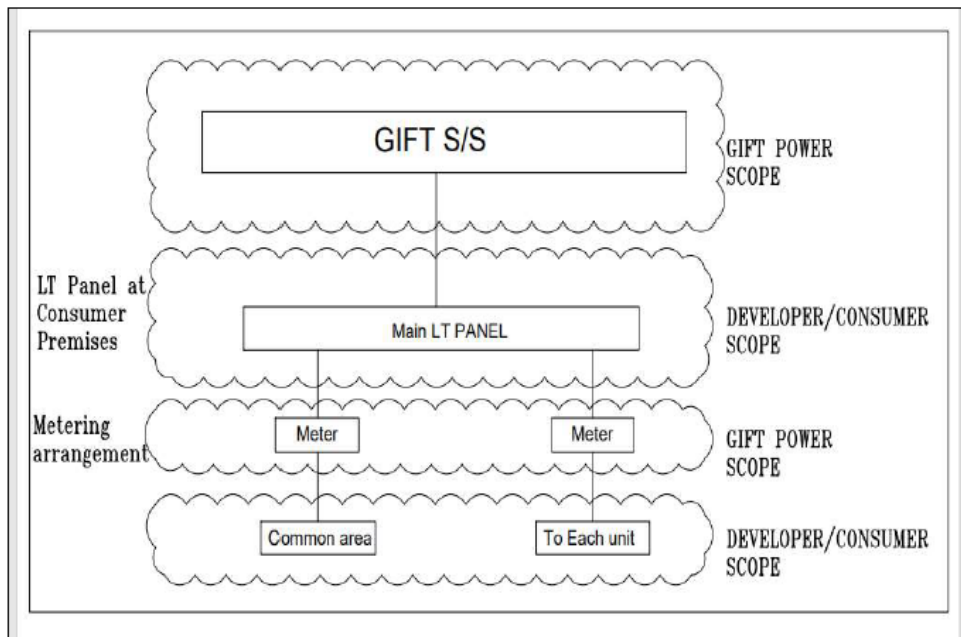 GIFT S/S
GIFT POWER
SCOPE
LT Panel at
Consumer
Premises
Main LT PANEL
DEVELOPER/CONSUMER
SCOPE
Metering
arrangement
Meter
Meter
GIFT POWER
SCOPE
Common area
To Each unit
DEVELOPER/CONSUMER
SCOPE